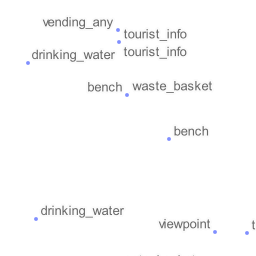 vending_any
tourist_info
drinking_water
tourist_info
bench
waste_basket
bench
drinking_water
viewpoint
t